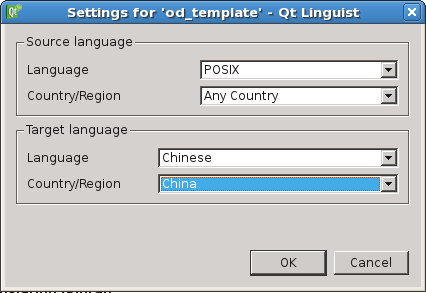 Settings for 'od_template' - Qt Linguist
Source language
Language POSIX
Country/Region Any Country
Target language
Language Chinese
Country/Region China
OK Cancel